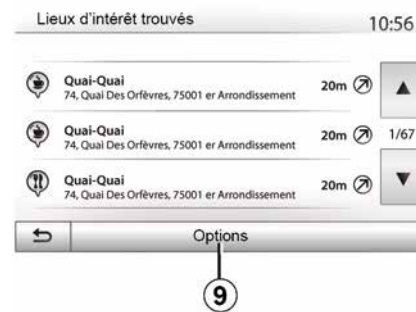 Lieux d'intérêt trouvés
10:56
Quai-Quai
74, Quai Des Orfèvres, 75001 er Arrondissement
20m
Quai-Quai
74, Quai Des Orfèvres, 75001 er Arrondissement
20m
1/67
Quai-Quai
74, Quai Des Orfèvres, 75001 er Arrondissement
20m
Options
9